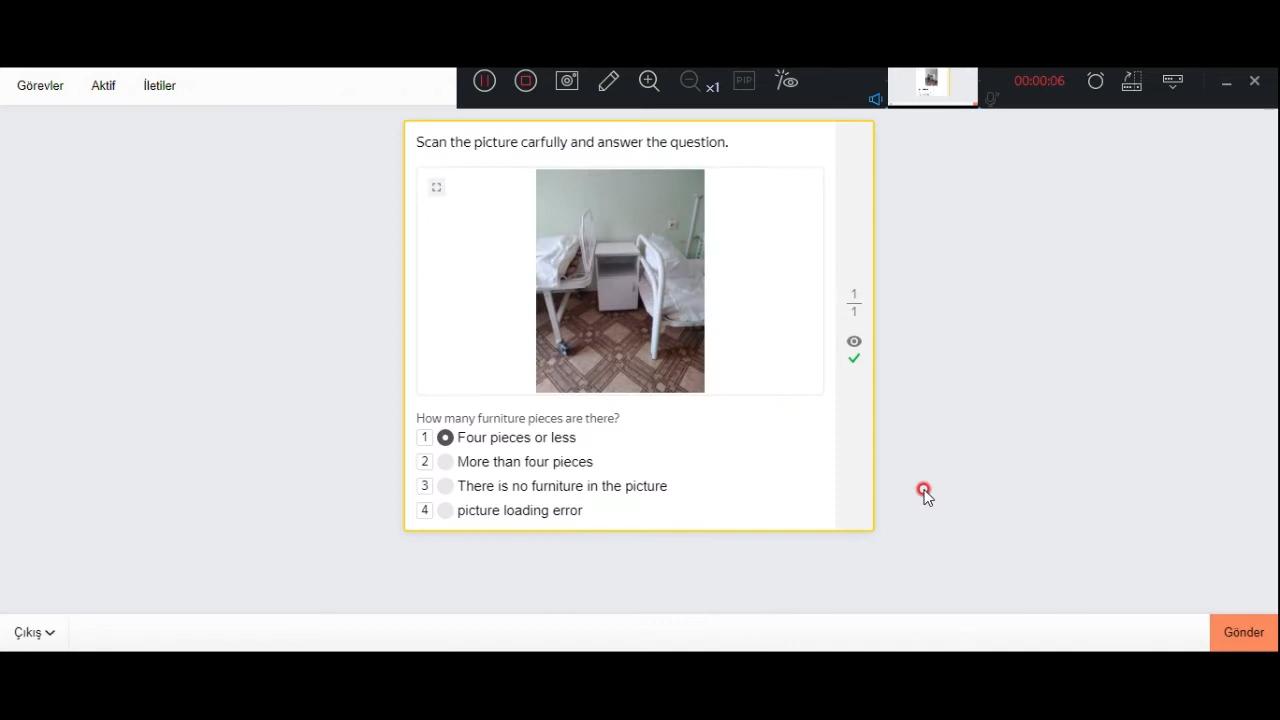 Görevler Aktif İletiler
x1 PIP 00:00:06
Scan the picture carfully and answer the question.
1
1
How many furniture pieces are there?
1 Four pieces or less
2 More than four pieces
3 There is no furniture in the picture
4 picture loading error
Çıkış Gönder